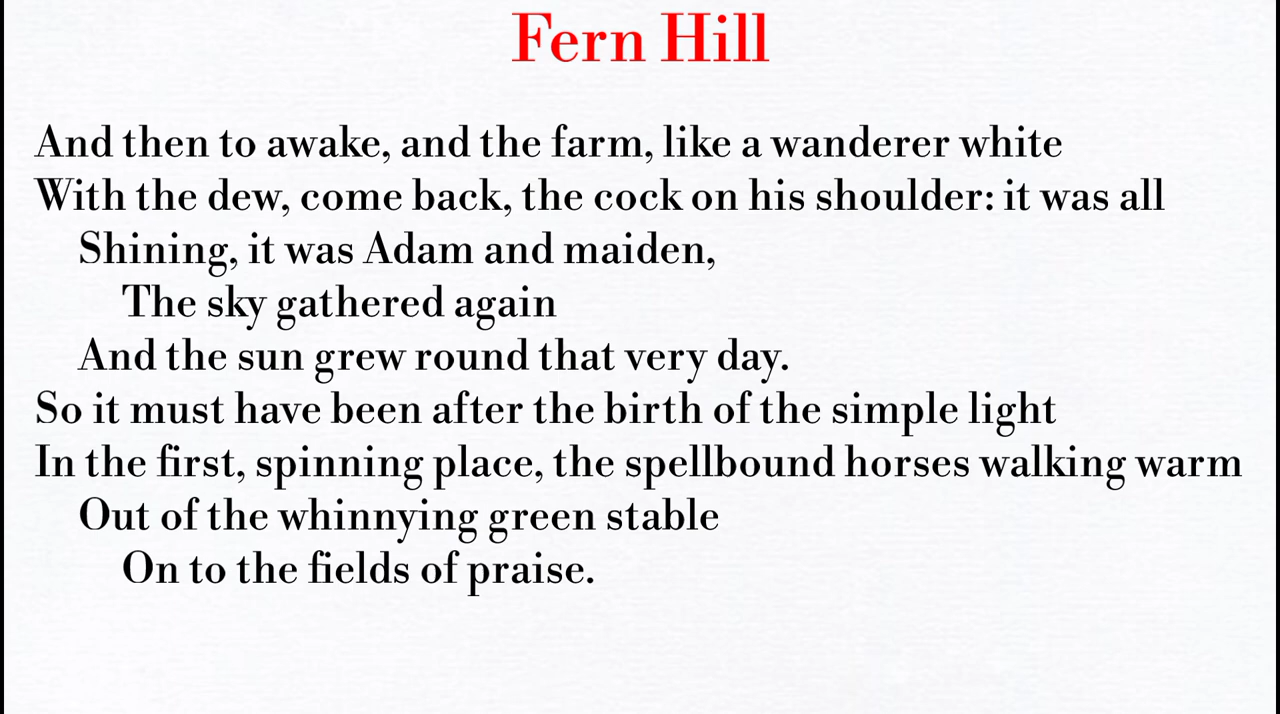 Fern Hill
And then to awake, and the farm, like a wanderer white
With the dew, come back, the cock on his shoulder: it was all
Shining, it was Adam and maiden,
The sky gathered again
And the sun grew round that very day.
So it must have been after the birth of the simple light
In the first, spinning place, the spellbound horses walking warm
Out of the whinnying green stable
On to the fields of praise.